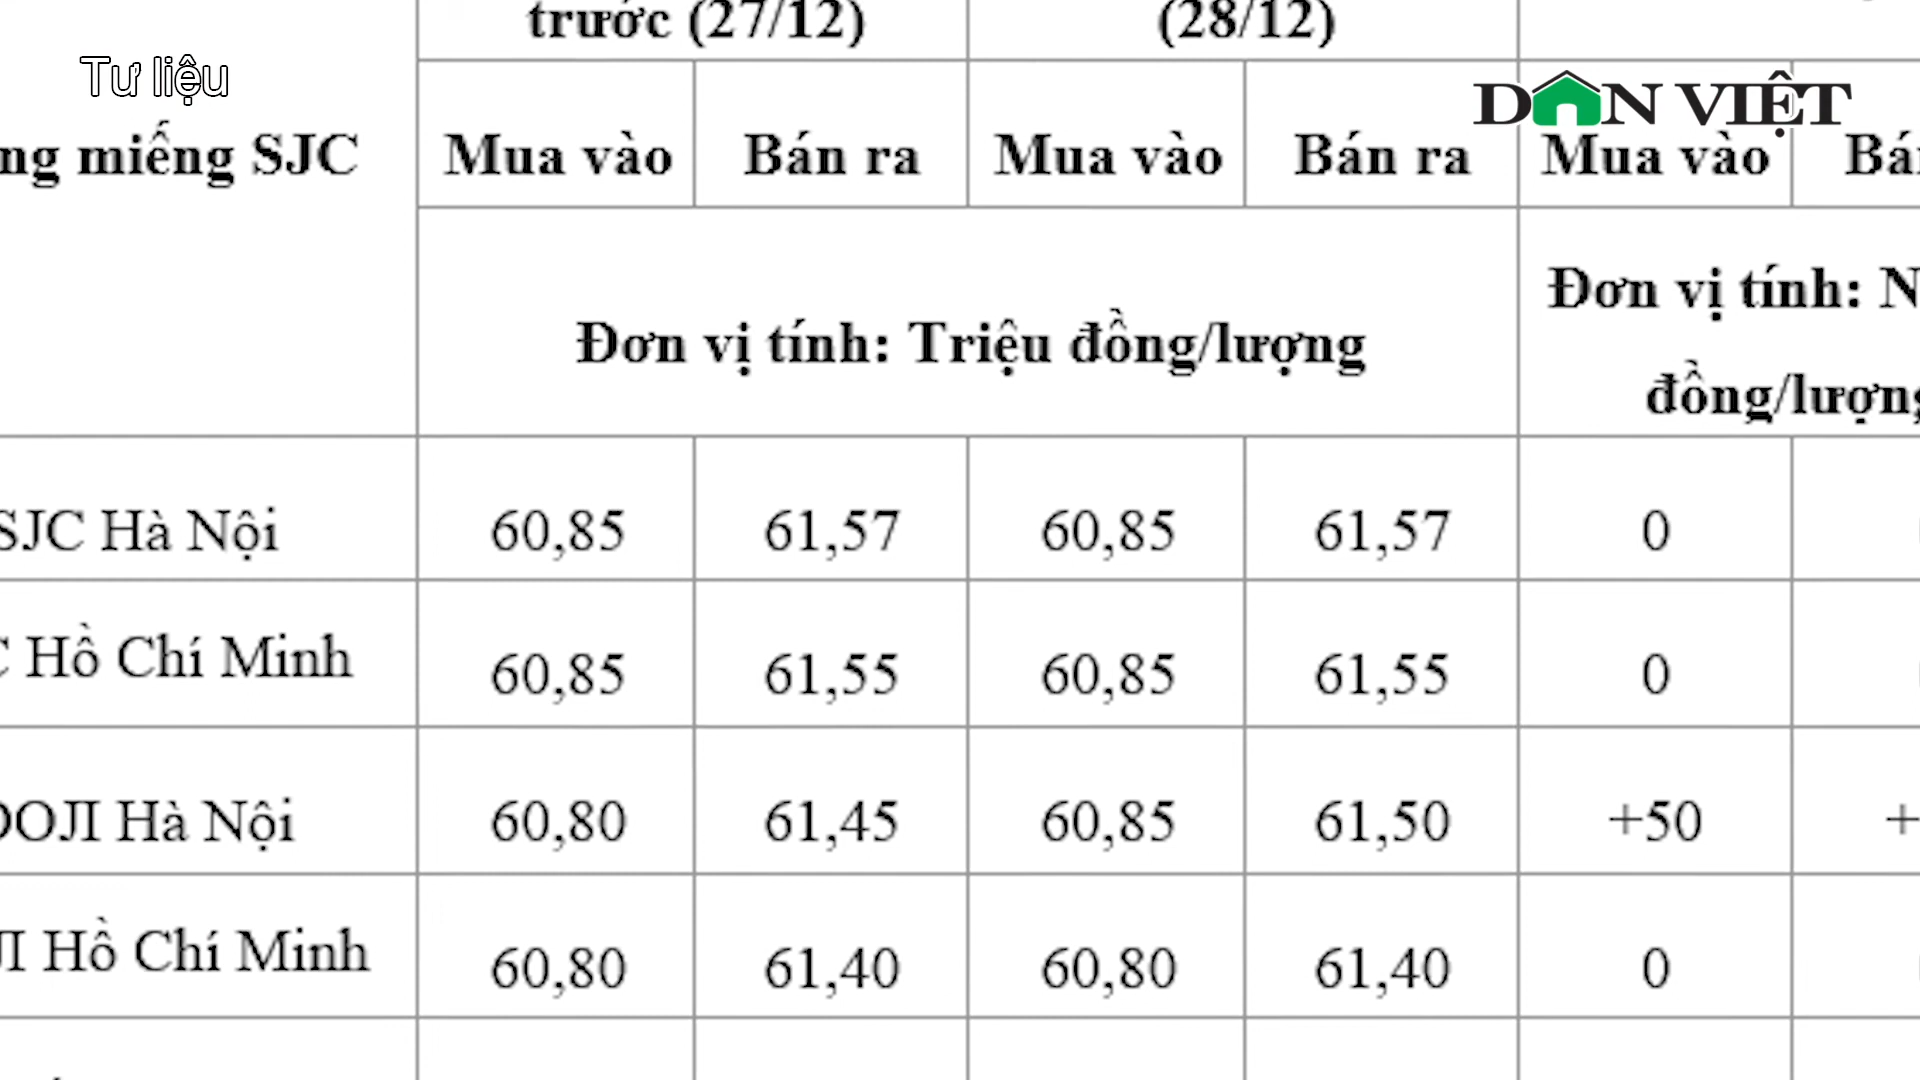 trước (27/12) (28/12)
Tư liệu
DÂN VIỆT
miếng SJC Mua vào Bán ra Mua vào Bán ra Mua vào
Đơn vị tính: Triệu đồng/lượng
Đơn vị tính:
đồng/lượng
SJC Hà Nội 60,85 61,57 60,85 61,57 0
Hồ Chí Minh 60,85 61,55 60,85 61,55 0
DOJI Hà Nội 60,80 61,45 60,85 61,50 +50 +
Hồ Chí Minh 60,80 61,40 60,80 61,40 0